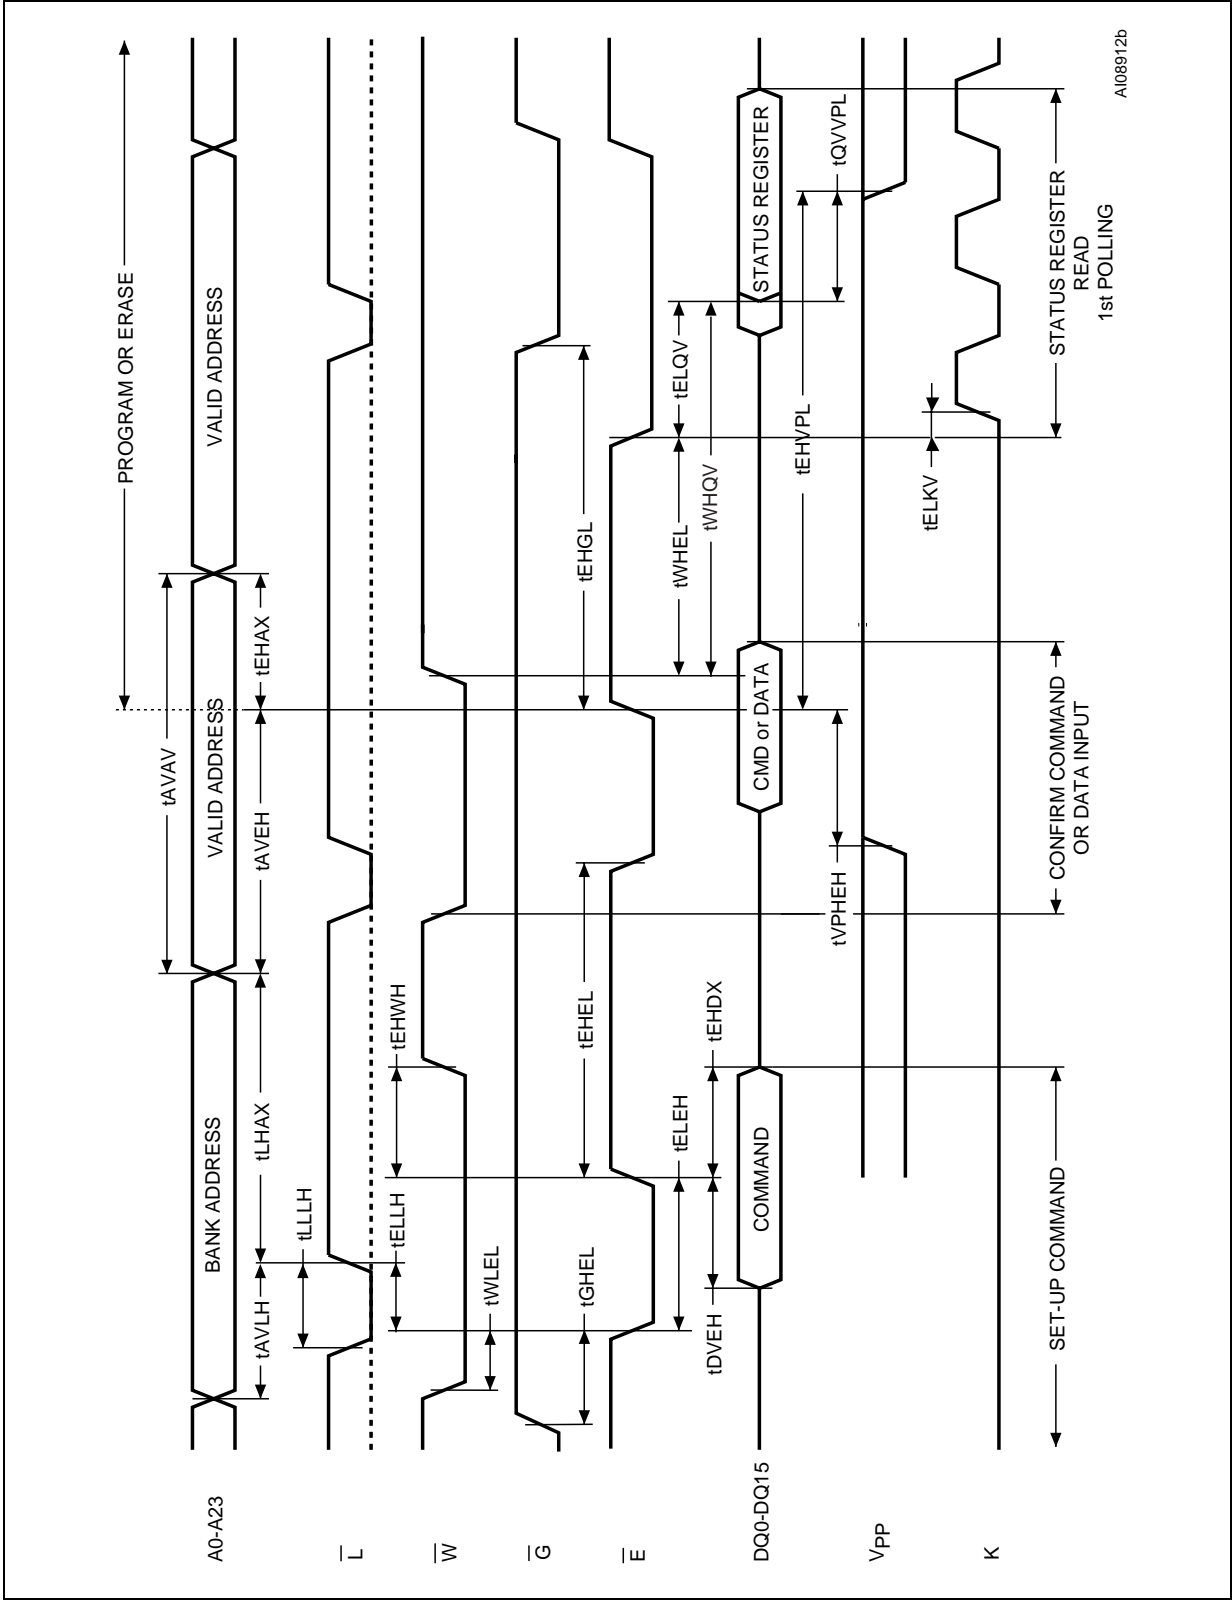 PROGRAM OR ERASE
tAVAV
A0-A23
BANK ADDRESS
VALID ADDRESS
VALID ADDRESS
tAVLH
tLHAX
tAVEH
tEHAX
tLLLH
L
tELLH
tEHWH
W
tWLEL
G
tGHEL
tEHEL
tEHGL
E
tELEH
tWHEL
tELQV
tDVEH
tEHDX
tWHQV
DQ0-DQ15
COMMAND
CMD or DATA
STATUS REGISTER
tEHVPL
tVPHEH
tQVVPL
VPP
tELKV
K
SET-UP COMMAND
CONFIRM COMMAND
OR DATA INPUT
STATUS REGISTER
READ
1st POLLING
AI08912b